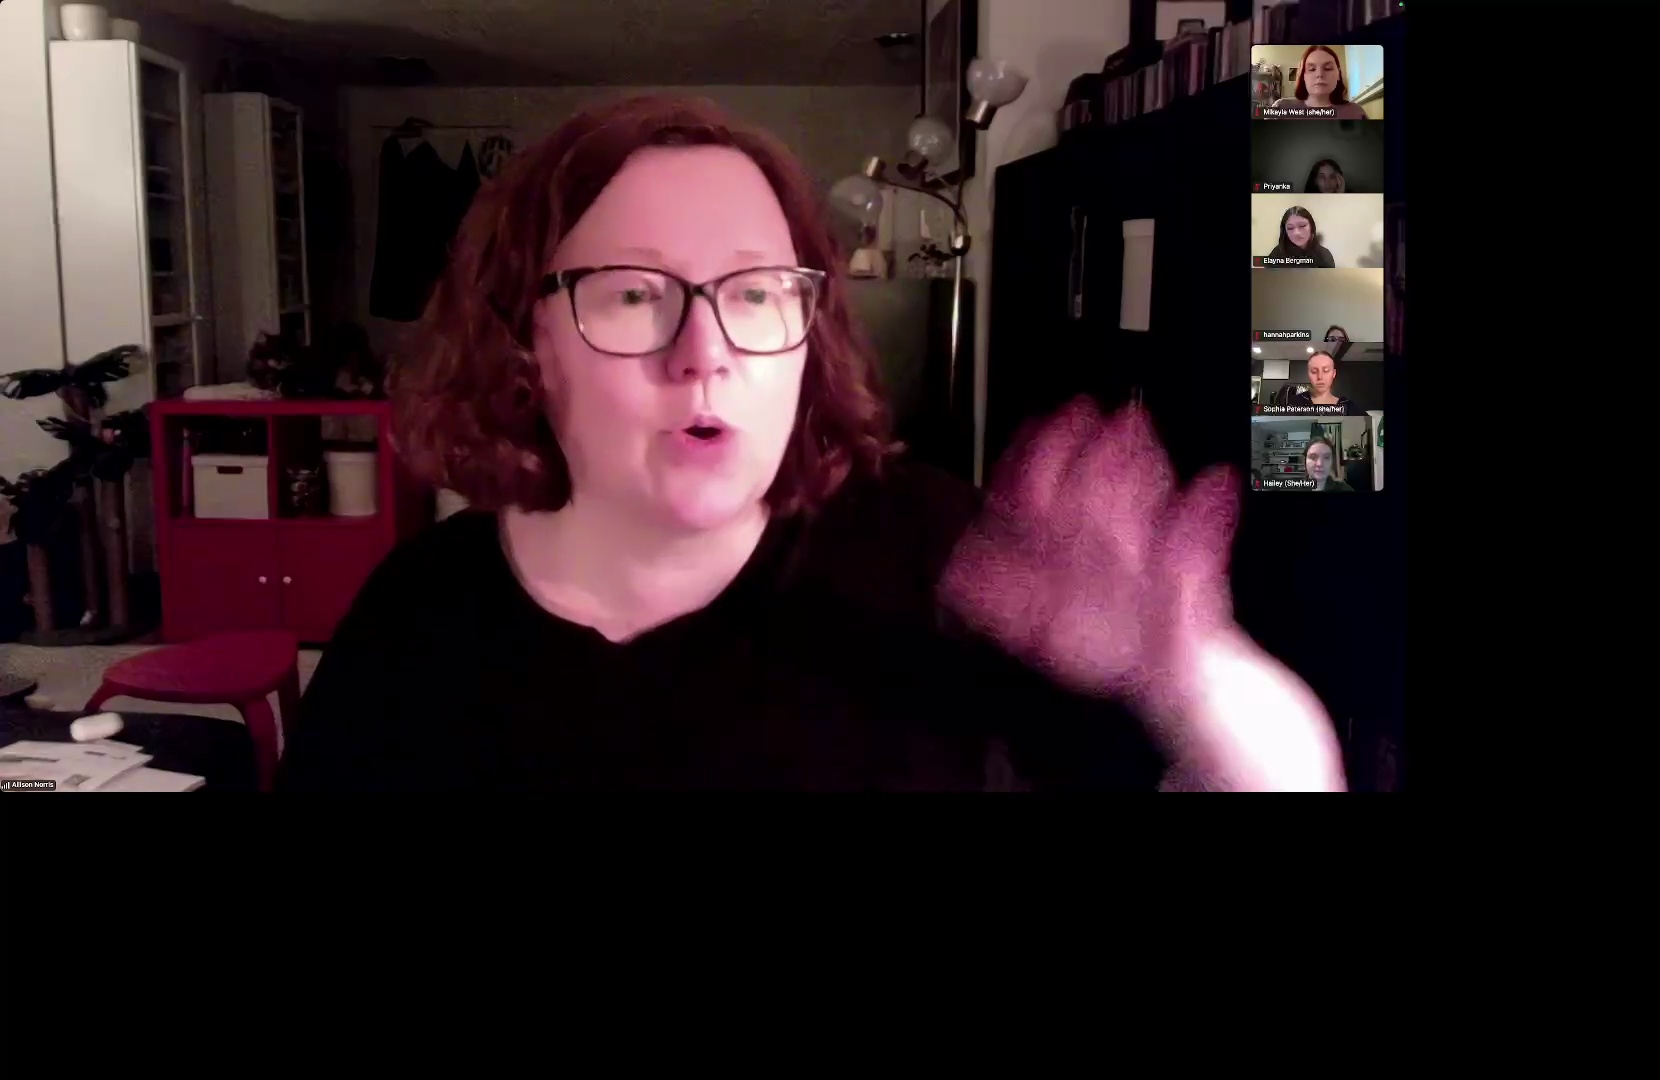 Mikayla West (she/her)
Priyanka
Elayna Bergman
hannahparkins
Sophia Paterson (she/her)
Hailey (She/Her)
Allison Norris